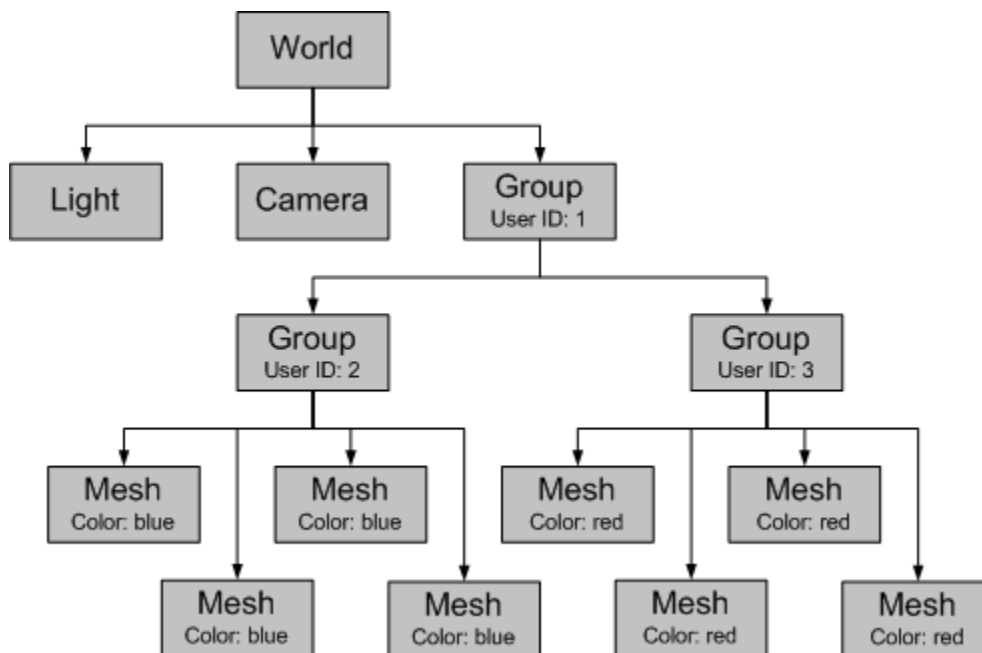 World
Light
Camera
Group
User ID: 1
Group
User ID: 2
Group
User ID: 3
Mesh
Color: blue
Mesh
Color: blue
Mesh
Color: red
Mesh
Color: red
Mesh
Color: blue
Mesh
Color: blue
Mesh
Color: red
Mesh
Color: red